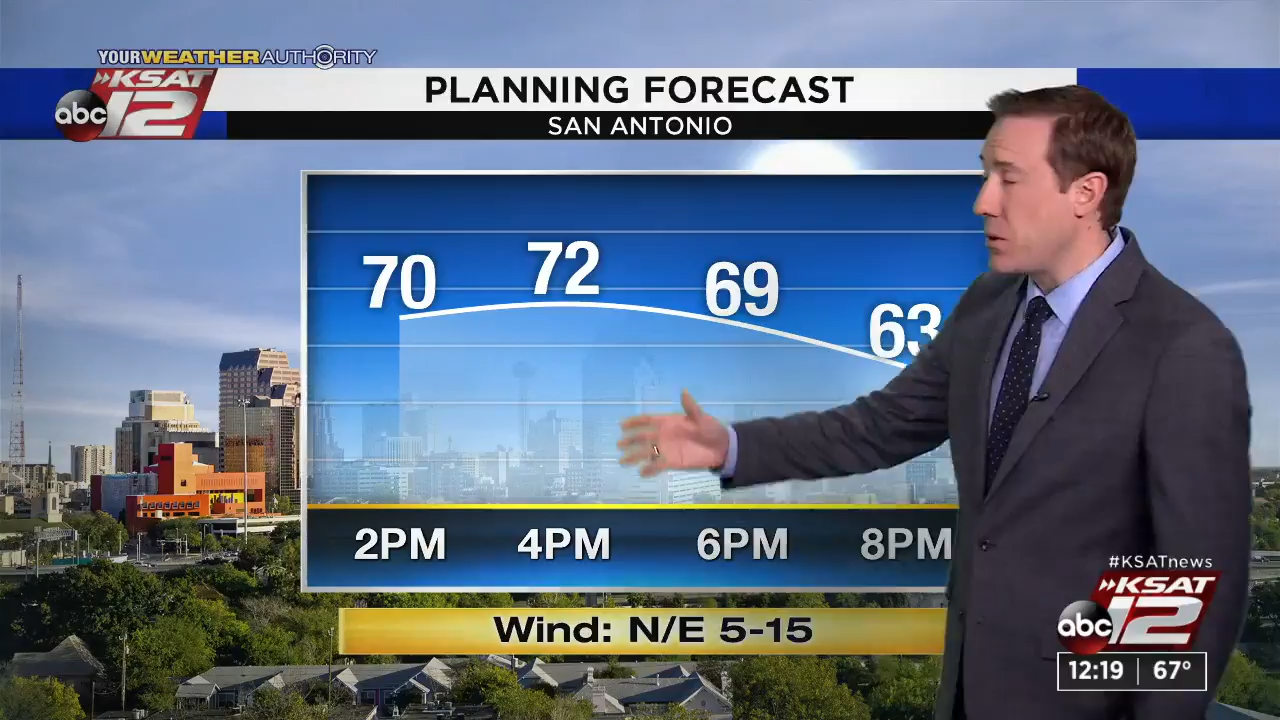 YOURWEATHERAUTHORITY
KSAT
abc 12
PLANNING FORECAST
SAN ANTONIO
70 72 69 63
2PM 4PM 6PM 8PM
Wind: N/E 5-15
#KSATnews
KSAT
abc 12
12:19 67°